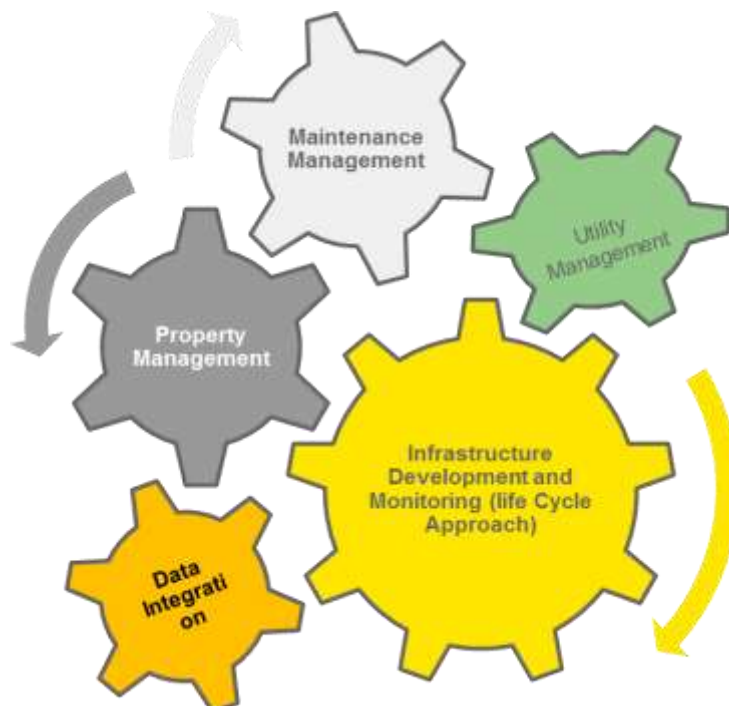 Maintenance
Management
Utility
Management
Property
Management
Infrastructure
Development and
Monitoring (life Cycle
Approach)
Data
Integrati
on